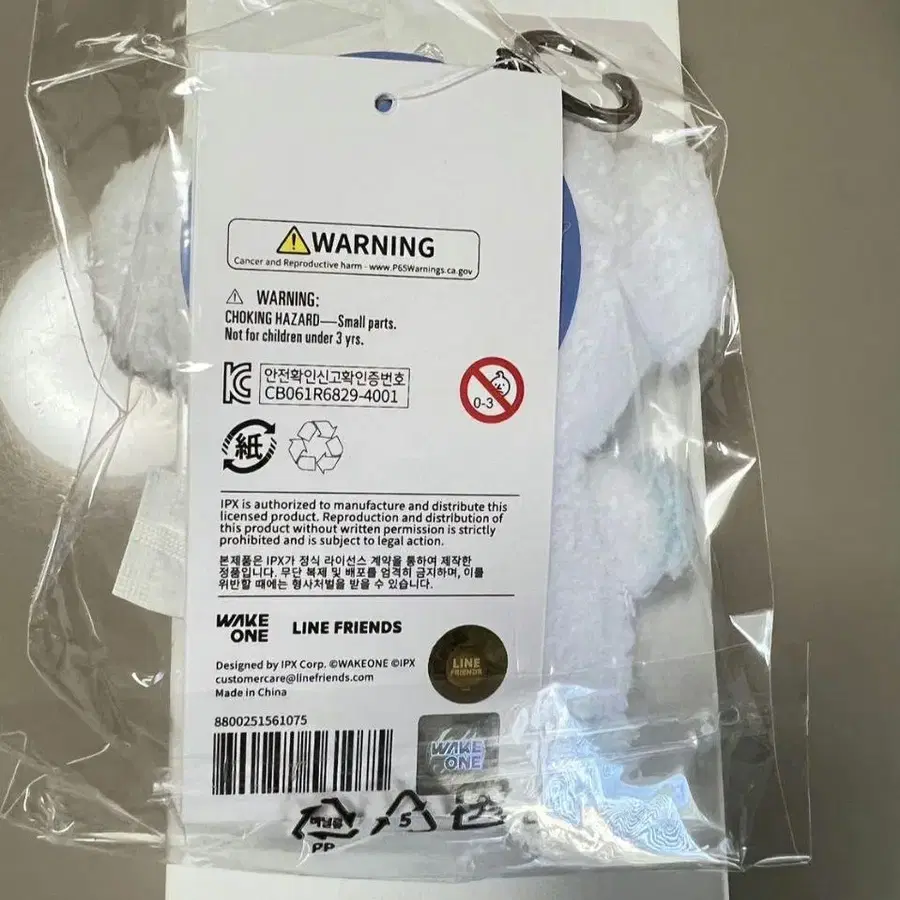 WARNING
Cancer and Reproductive harm - www.P65Warnings.ca.gov
WARNING:
CHOKING HAZARD—Small parts.
Not for children under 3 yrs.
안전확인신고확인증번호
CB061R6829-4001
0-3
紙
IPX is authorized to manufacture and distribute this
licensed product. Reproduction and distribution of
this product without written permission is strictly
prohibited and is subject to legal action.
본제품은 IPX가 정식 라이선스 계약을 통하여 제작한
정품입니다. 무단 복제 및 배포를 엄격히 금지하며, 이를
위반할 때에는 형사처벌을 받을 수 있습니다.
WAKE ONE
LINE FRIENDS
LINE FRIENDS
Designed by IPX Corp. ©WAKEONE ©IPX
customercare@linefriends.com
Made in China
8800251561075
WAKE ONE
비닐류
PP
5